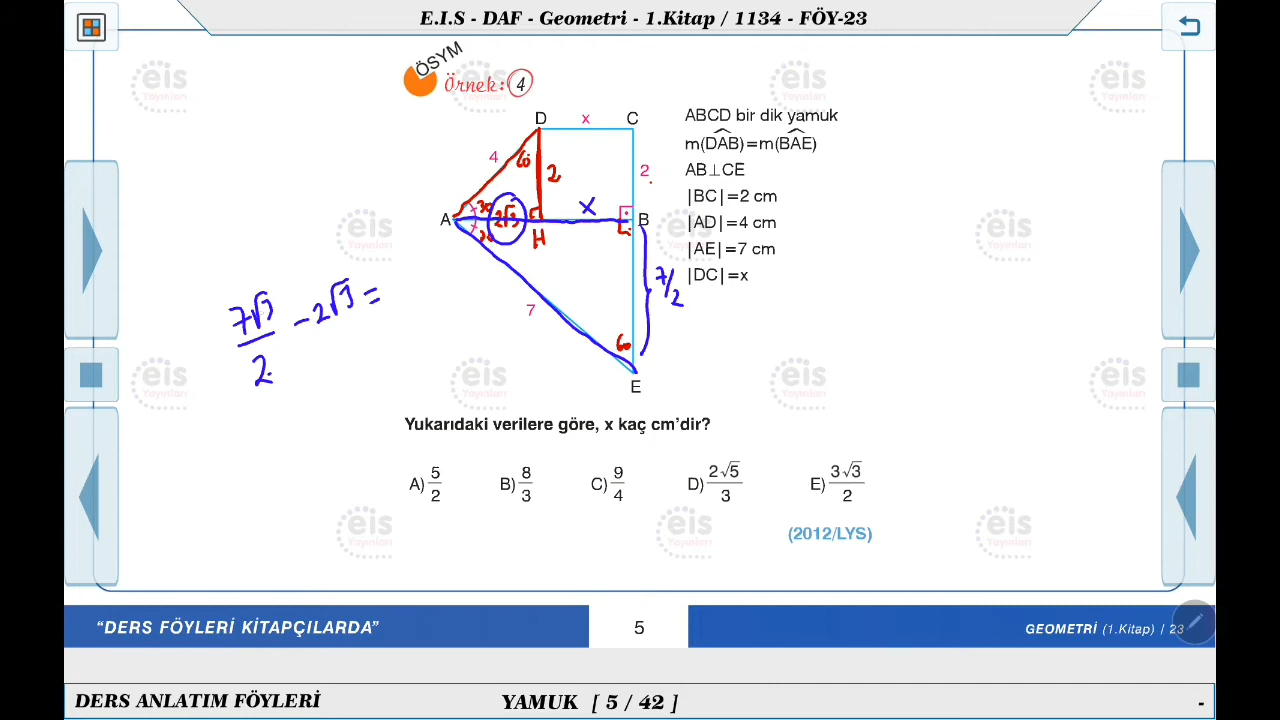 E.I.S - DAF - Geometri - 1.Kitap / 1134 - FÖY-23
ÖSYM
Örnek: 4
D x C
4 60 2 2
A 30 2√3 H x B
30
7 7/2
60
E
ABCD bir dik yamuk
m(DAB)=m(BAE)
AB⊥CE
|BC|=2 cm
|AD|=4 cm
|AE|=7 cm
|DC|=x
7√3/2 - 2√3 =
Yukarıdaki verilere göre, x kaç cm'dir?
A) 5/2 B) 8/3 C) 9/4 D) 2√5/3 E) 3√3/2
(2012/LYS)
eis Yayınları
"DERS FÖYLERİ KİTAPÇILARDA"
5
GEOMETRİ (1.Kitap) / 23
DERS ANLATIM FÖYLERİ
YAMUK [ 5 / 42 ]
-